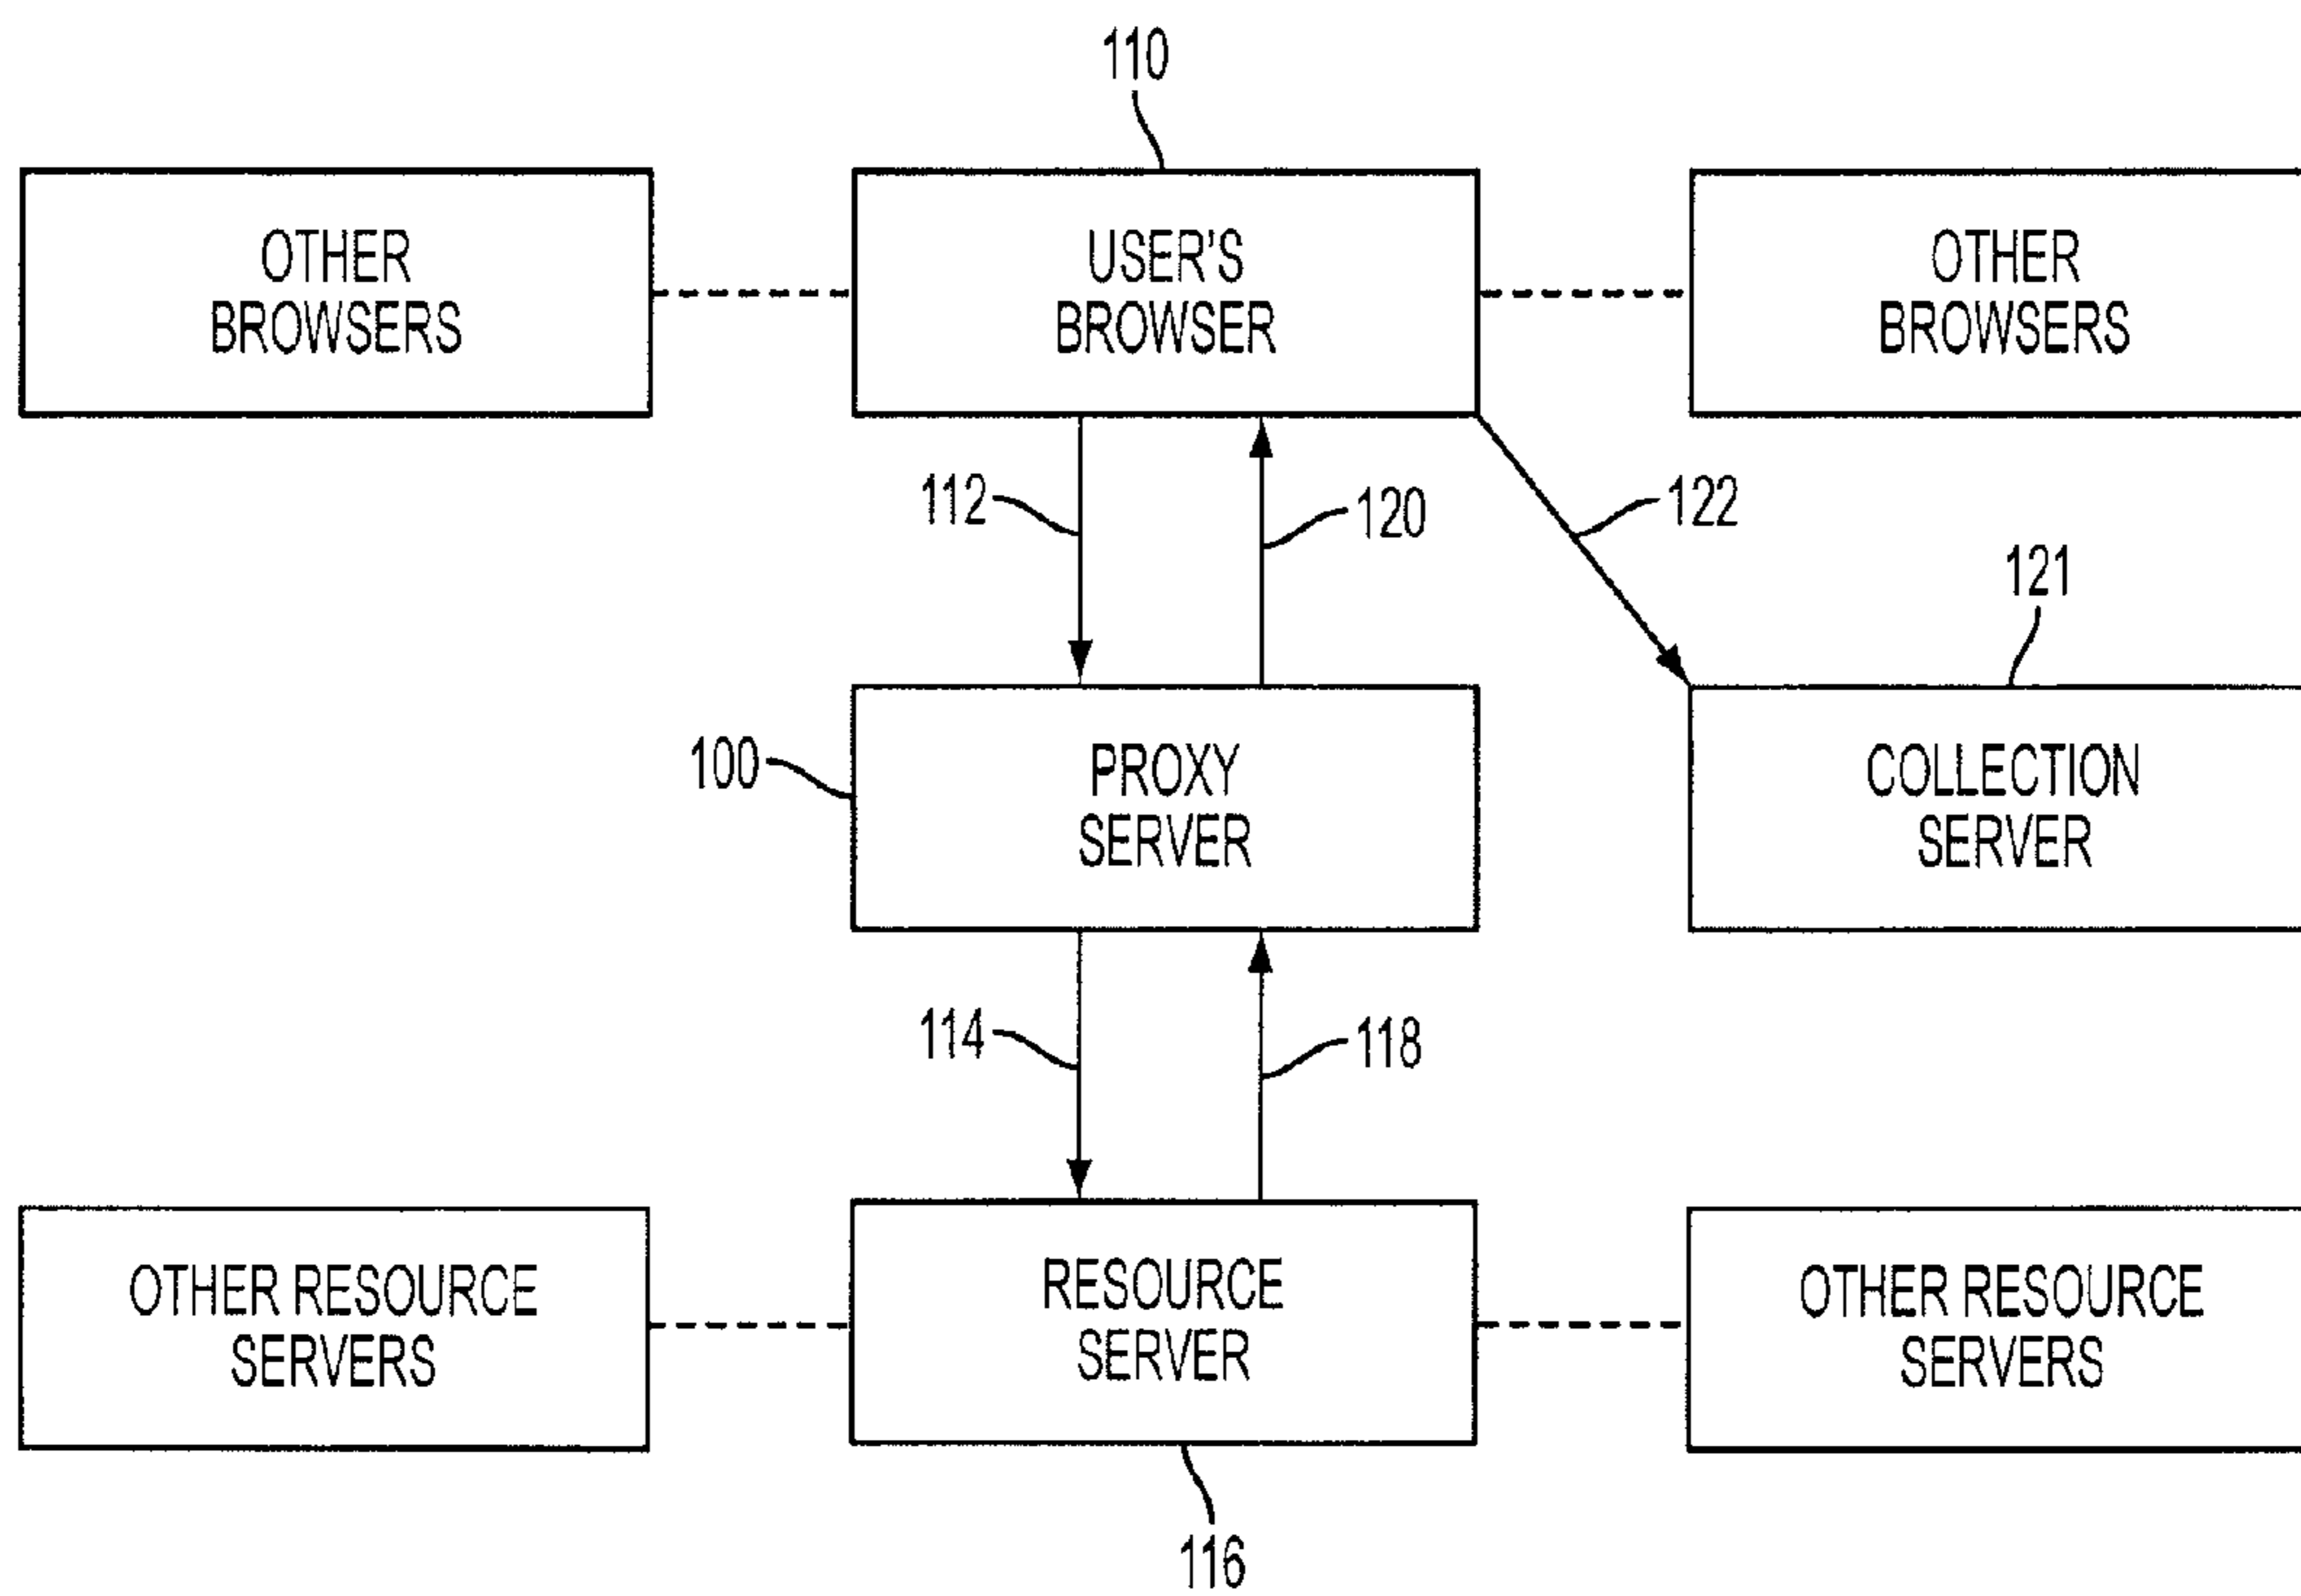 110
OTHER
BROWSERS
USER'S
BROWSER
OTHER
BROWSERS
112
120
122
121
100
PROXY
SERVER
COLLECTION
SERVER
114
118
OTHER RESOURCE
SERVERS
RESOURCE
SERVER
OTHER RESOURCE
SERVERS
116